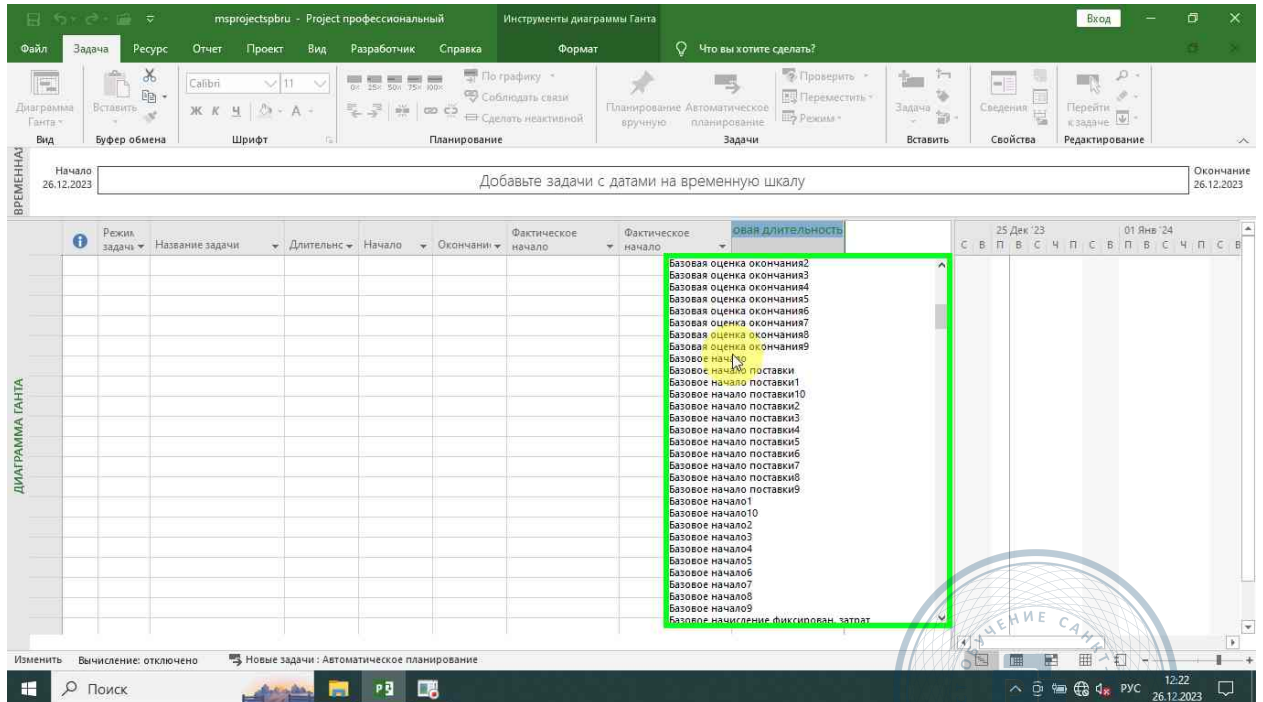 msprojectspbru - Project профессиональный
Инструменты диаграммы Ганта
Вход
Файл Задача Ресурс Отчет Проект Вид Разработчик Справка Формат Что вы хотите сделать?
Диаграмма Ганта
Вид
Вставить
Буфер обмена
Calibri 11
Ж К Ч А
Шрифт
0× 25× 50× 75× 100×
По графику
Соблюдать связи
Сделать неактивной
Планирование
Планирование вручную
Автоматическое планирование
Проверить
Переместить
Режим
Задачи
Задача
Вставить
Сведения
Свойства
Перейти к задаче
Редактирование
ВРЕМЕННАЯ
Начало
26.12.2023
Добавьте задачи с датами на временную шкалу
Окончание
26.12.2023
Режим задачи
Название задачи
Длительнс
Начало
Окончани
Фактическое начало
Фактическое начало
овая длительность
25 Дек '23
01 Янв '24
С В П В С Ч П С В П В С Ч П С В
ДИАГРАММА ГАНТА
Базовая оценка окончания2
Базовая оценка окончания3
Базовая оценка окончания4
Базовая оценка окончания5
Базовая оценка окончания6
Базовая оценка окончания7
Базовая оценка окончания8
Базовая оценка окончания9
Базовое начало
Базовое начало поставки
Базовое начало поставки1
Базовое начало поставки10
Базовое начало поставки2
Базовое начало поставки3
Базовое начало поставки4
Базовое начало поставки5
Базовое начало поставки6
Базовое начало поставки7
Базовое начало поставки8
Базовое начало поставки9
Базовое начало1
Базовое начало10
Базовое начало2
Базовое начало3
Базовое начало4
Базовое начало5
Базовое начало6
Базовое начало7
Базовое начало8
Базовое начало9
Базовое начисление фиксирован. затрат
ОБУЧЕНИЕ САНК
Изменить Вычисление: отключено Новые задачи : Автоматическое планирование
Поиск
РУС
12:22
26.12.2023